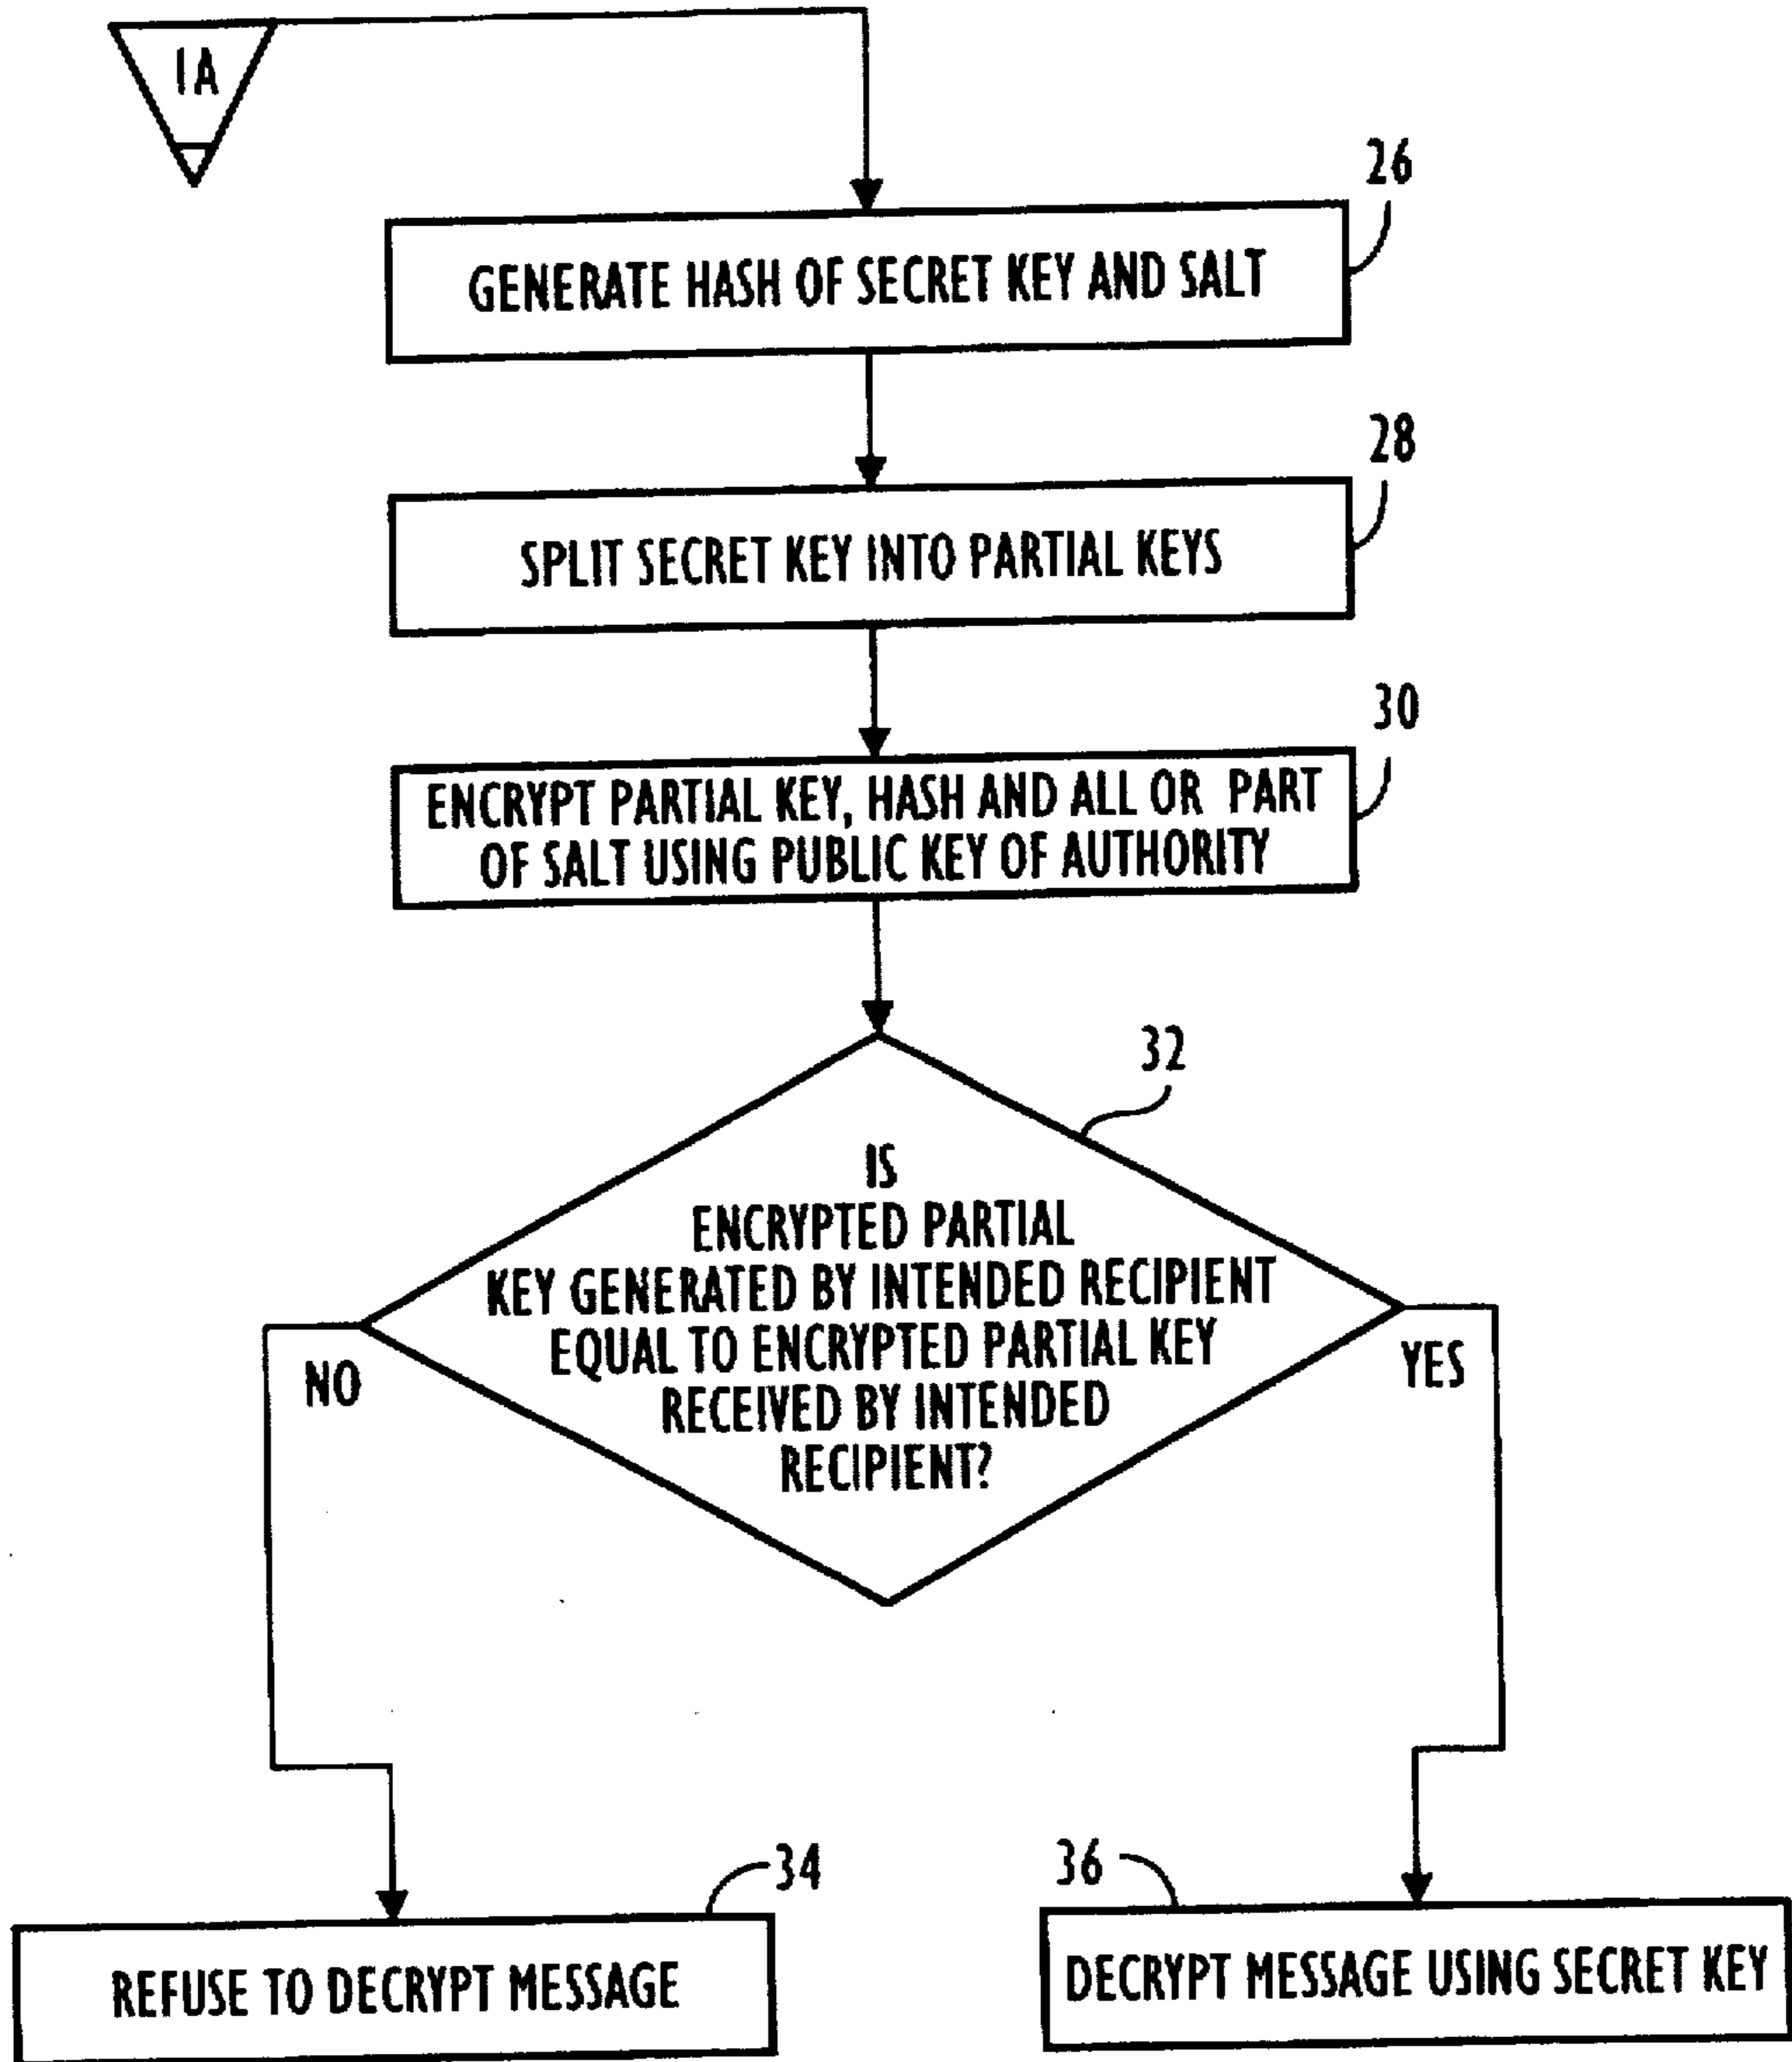 1A
26
GENERATE HASH OF SECRET KEY AND SALT
28
SPLIT SECRET KEY INTO PARTIAL KEYS
30
ENCRYPT PARTIAL KEY, HASH AND ALL OR PART
OF SALT USING PUBLIC KEY OF AUTHORITY
32
IS
ENCRYPTED PARTIAL
KEY GENERATED BY INTENDED RECIPIENT
EQUAL TO ENCRYPTED PARTIAL KEY
RECEIVED BY INTENDED
RECIPIENT?
NO
YES
34
REFUSE TO DECRYPT MESSAGE
36
DECRYPT MESSAGE USING SECRET KEY